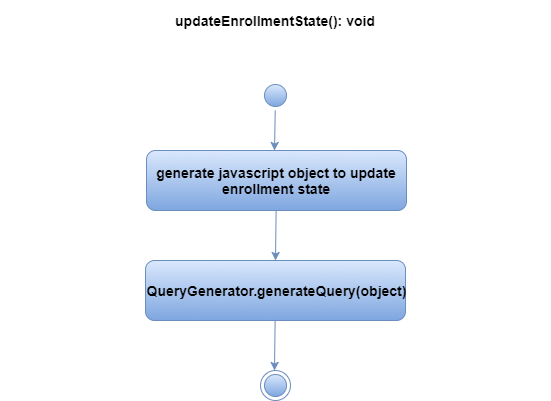 updateEnrollmentState(): void
generate javascript object to update
enrollment state
QueryGenerator.generateQuery(object)